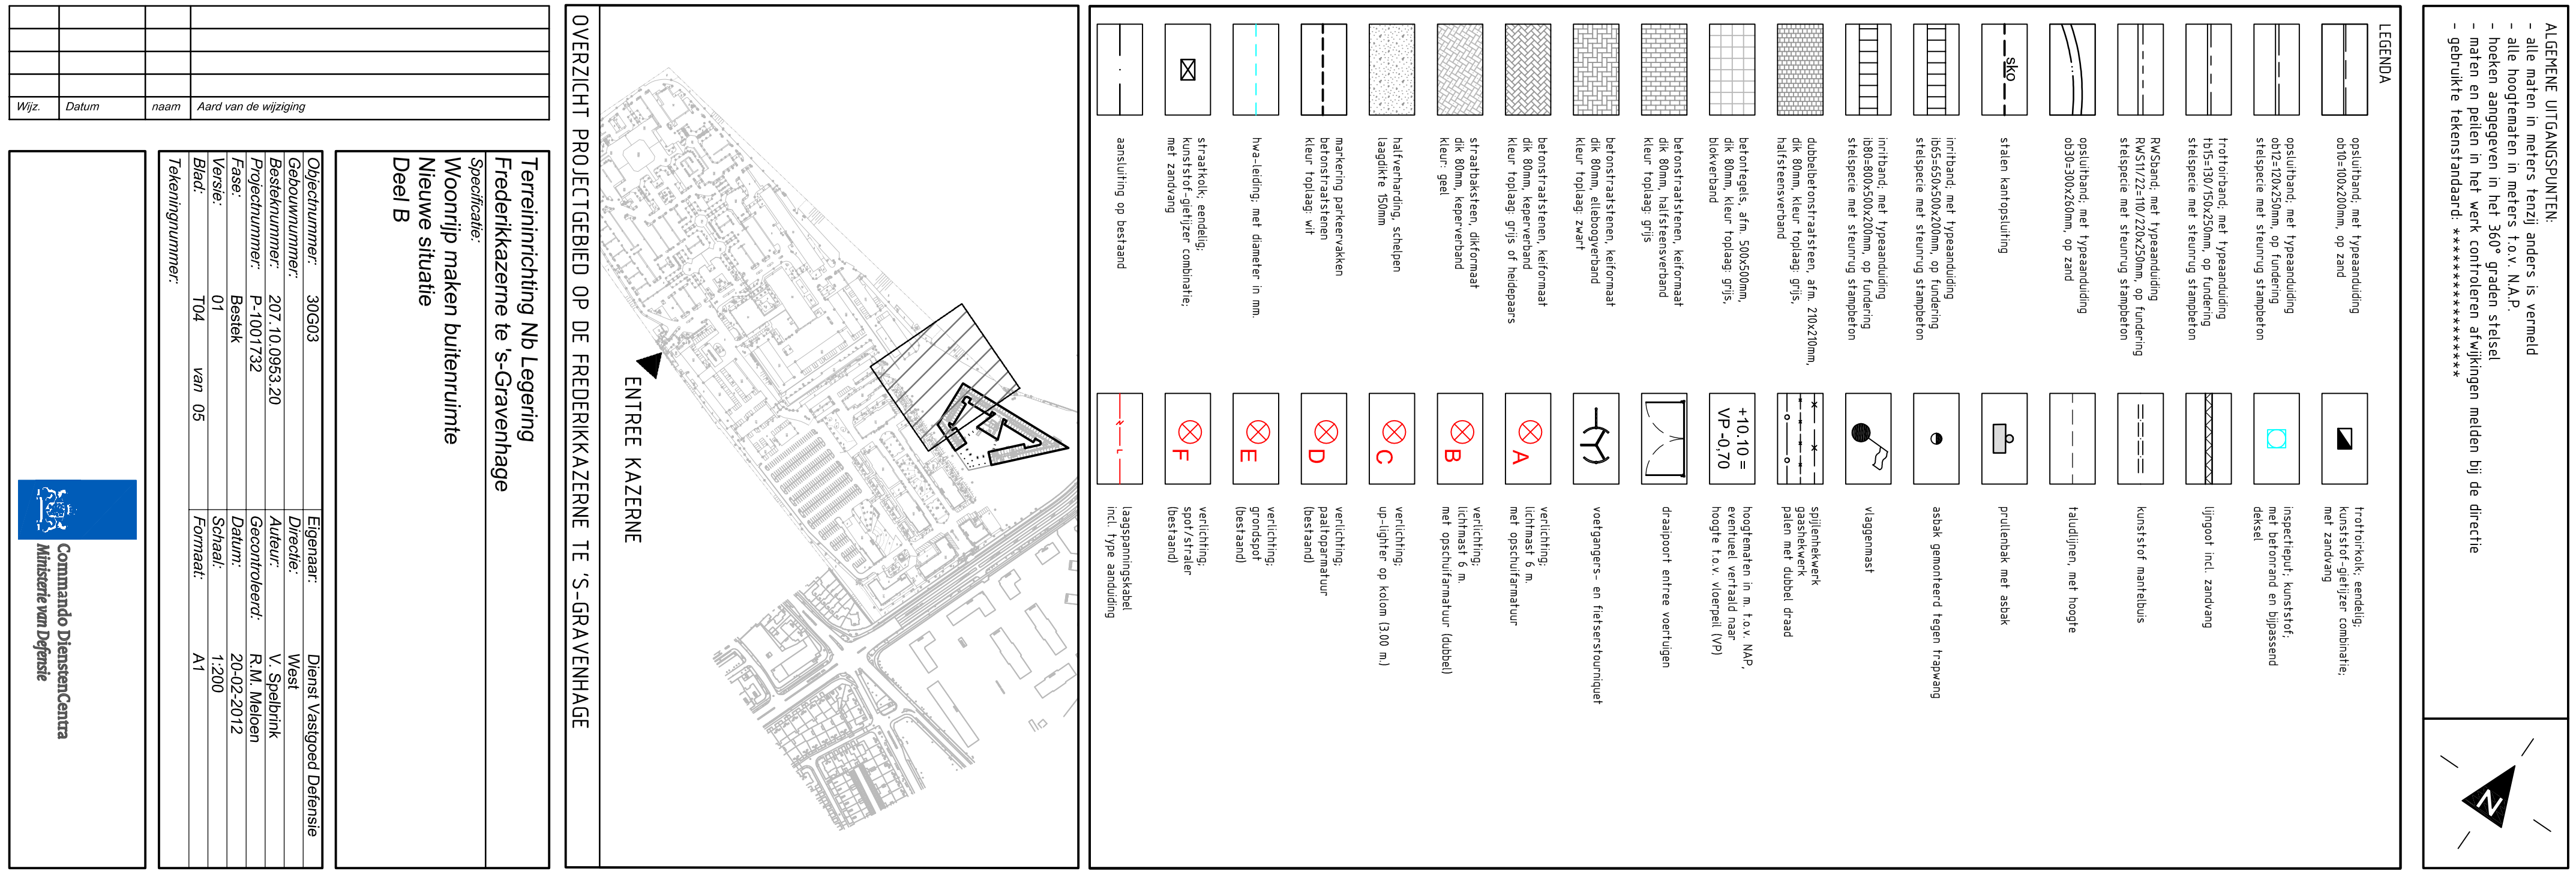 ALGEMENE UITGANGSPUNTEN:
- alle maten in meters tenzij anders is vermeld
- alle hoogtematen in meters t.o.v. N.A.P.
- hoeken aangegeven in het 360° graden stelsel
- maten en peilen in het werk controleren afwijkingen melden bij de directie
- gebruikte tekenstandaard: *****************
N
LEGENDA
opsluitband; met typeaanduiding
ob10=100x200mm, op zand
opsluitband; met typeaanduiding
ob12=120x250mm, op fundering
stelspecie met steunrug stampbeton
trottoirband; met typeaanduiding
tb15=130/150x250mm, op fundering
stelspecie met steunrug stampbeton
RWSband; met typeaanduiding
RWS11/22=110/220x250mm, op fundering
stelspecie met steunrug stampbeton
opsluitband; met typeaanduiding
ob30=300x260mm, op zand
sko
stalen kantopsluiting
inritband; met typeaanduiding
ib65=650x500x200mm, op fundering
stelspecie met steunrug stampbeton
inritband; met typeaanduiding
ib80=800x500x200mm, op fundering
stelspecie met steunrug stampbeton
dubbelbetonstraatsteen, afm. 210x210mm,
dik 80mm, kleur toplaag: grijs,
halfsteensverband
betontegels, afm. 500x500mm,
dik 80mm, kleur toplaag: grijs,
blokverband
betonstraatstenen, keiformaat
dik 80mm, halfsteensverband
kleur toplaag: grijs
betonstraatstenen, keiformaat
dik 80mm, elleboogverband
kleur toplaag: zwart
betonstraatstenen, keiformaat
dik 80mm, keperverband
kleur toplaag: grijs of heidepaars
straatbaksteen, dikformaat
dik 80mm, keperverband
kleur: geel
halfverharding, schelpen
laagdikte 150mm
markering parkeervakken
betonstraatstenen
kleur toplaag: wit
hwa-leiding; met diameter in mm.
straatkolk; eendelig;
kunststof-gietijzer combinatie;
met zandvang
aansluiting op bestaand
trottoirkolk; eendelig;
kunststof-gietijzer combinatie;
met zandvang
inspectieput; kunststof;
met betonrand en bijpassend
deksel
lijngoot incl. zandvang
kunststof mantelbuis
taludlijnen, met hoogte
prullenbak met asbak
asbak gemonteerd tegen trapwang
vlaggenmast
spijlenhekwerk
gaashekwerk
palen met dubbel draad
+10.10 =
VP -0,70
hoogtematen in m. t.o.v. NAP,
eventueel vertaald naar
hoogte t.o.v. vloerpeil (VP)
draaipoort entree voertuigen
voetgangers- en fietserstourniquet
A
verlichting;
lichtmast 6 m.
met opschuifarmatuur
B
verlichting;
lichtmast 6 m.
met opschuifarmatuur (dubbel)
C
verlichting;
up-lighter op kolom (3.00 m.)
D
verlichting;
paaltoparmatuur
(bestaand)
E
verlichting;
grondspot
(bestaand)
F
verlichting;
spot/straler
(bestaand)
L
laagspanningskabel
incl. type aanduiding
ENTREE KAZERNE
OVERZICHT PROJECTGEBIED OP DE FREDERIKKAZERNE TE 'S-GRAVENHAGE
Terreininrichting Nb Legering
Frederikkazerne te 's-Gravenhage
Specificatie:
Woonrijp maken buitenruimte
Nieuwe situatie
Deel B
Objectnummer: 30G03
Gebouwnummer:
Besteknummer: 207.10.0953.20
Projectnummer: P-1001732
Fase: Bestek
Versie: 01
Blad: T04 van 05
Tekeningnummer:
Eigenaar: Dienst Vastgoed Defensie
Directie: West
Auteur: V. Spelbrink
Gecontroleerd: R.M. Meloen
Datum: 20-02-2012
Schaal: 1:200
Formaat: A1
Commando DienstenCentra
Ministerie van Defensie
Wijz. Datum naam Aard van de wijziging